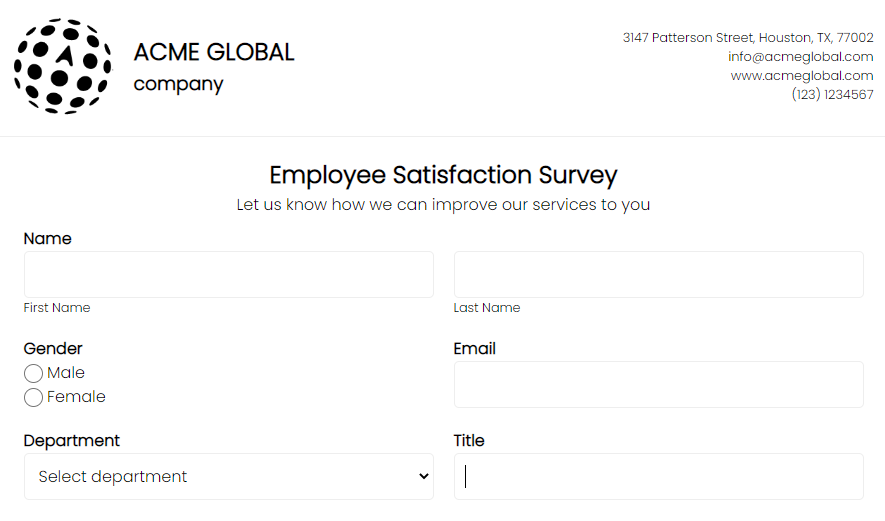 A
ACME GLOBAL
company
3147 Patterson Street, Houston, TX, 77002
info@acmeglobal.com
www.acmeglobal.com
(123) 1234567
Employee Satisfaction Survey
Let us know how we can improve our services to you
Name
First Name
Last Name
Gender
Male
Female
Email
Department
Select department
Title